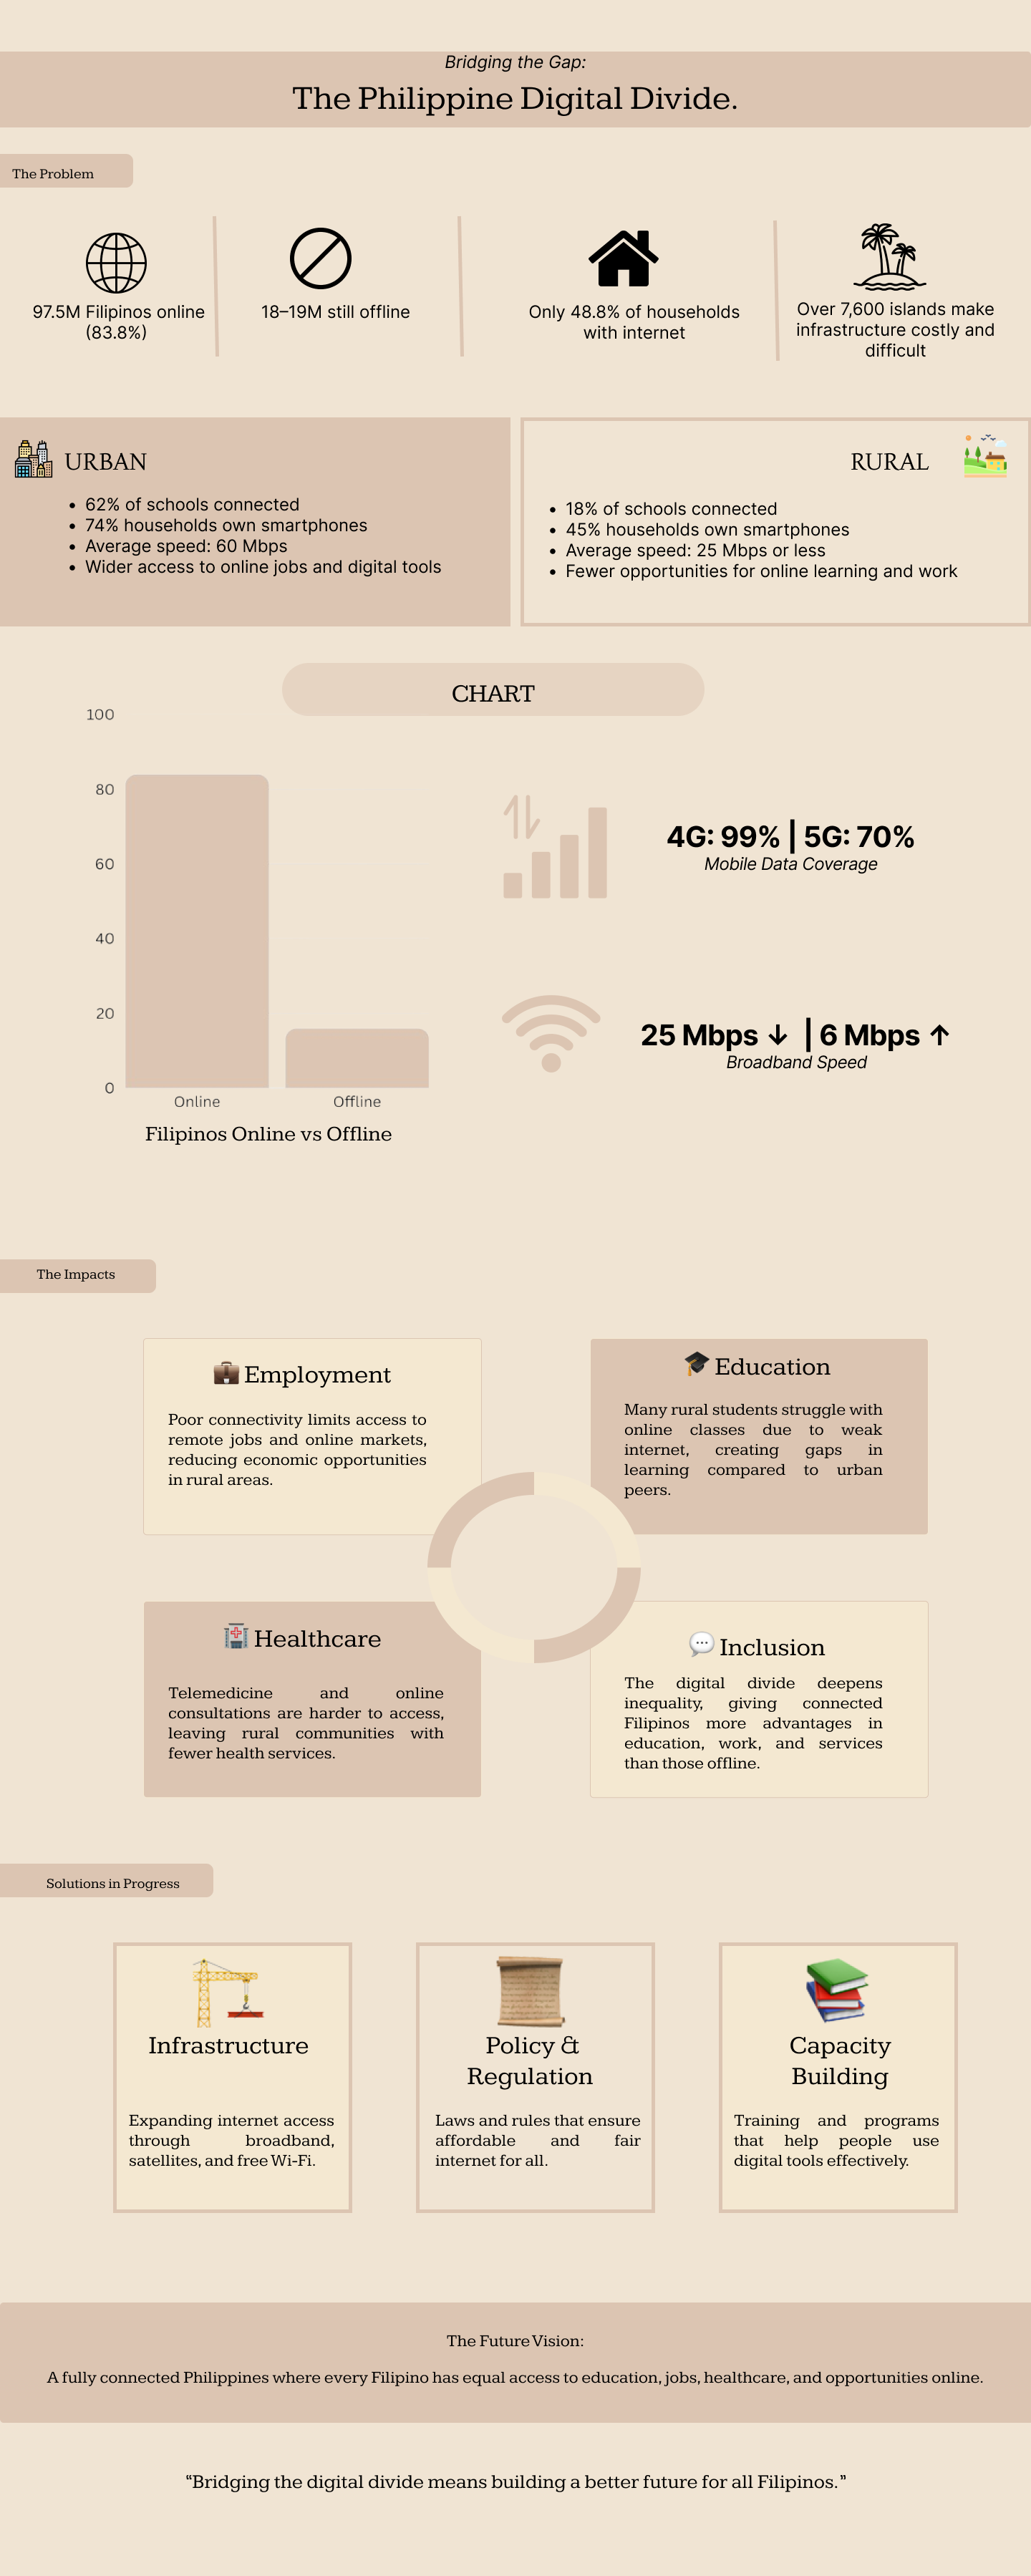 Bridging the Gap:
The Philippine Digital Divide.
The Problem
97.5M Filipinos online
(83.8%)
18–19M still offline
Only 48.8% of households
with internet
Over 7,600 islands make
infrastructure costly and
difficult
URBAN
• 62% of schools connected
• 74% households own smartphones
• Average speed: 60 Mbps
• Wider access to online jobs and digital tools
RURAL
• 18% of schools connected
• 45% households own smartphones
• Average speed: 25 Mbps or less
• Fewer opportunities for online learning and work
CHART
100
80
60
40
20
0
Online
Offline
Filipinos Online vs Offline
4G: 99% | 5G: 70%
Mobile Data Coverage
25 Mbps ↓ | 6 Mbps ↑
Broadband Speed
The Impacts
Employment
Poor connectivity limits access to
remote jobs and online markets,
reducing economic opportunities
in rural areas.
Education
Many rural students struggle with
online classes due to weak
internet, creating gaps in
learning compared to urban
peers.
Healthcare
Telemedicine and online
consultations are harder to access,
leaving rural communities with
fewer health services.
Inclusion
The digital divide deepens
inequality, giving connected
Filipinos more advantages in
education, work, and services
than those offline.
Solutions in Progress
Infrastructure
Expanding internet access
through broadband,
satellites, and free Wi-Fi.
Policy &
Regulation
Laws and rules that ensure
affordable and fair
internet for all.
Capacity
Building
Training and programs
that help people use
digital tools effectively.
The Future Vision:
A fully connected Philippines where every Filipino has equal access to education, jobs, healthcare, and opportunities online.
“Bridging the digital divide means building a better future for all Filipinos.”